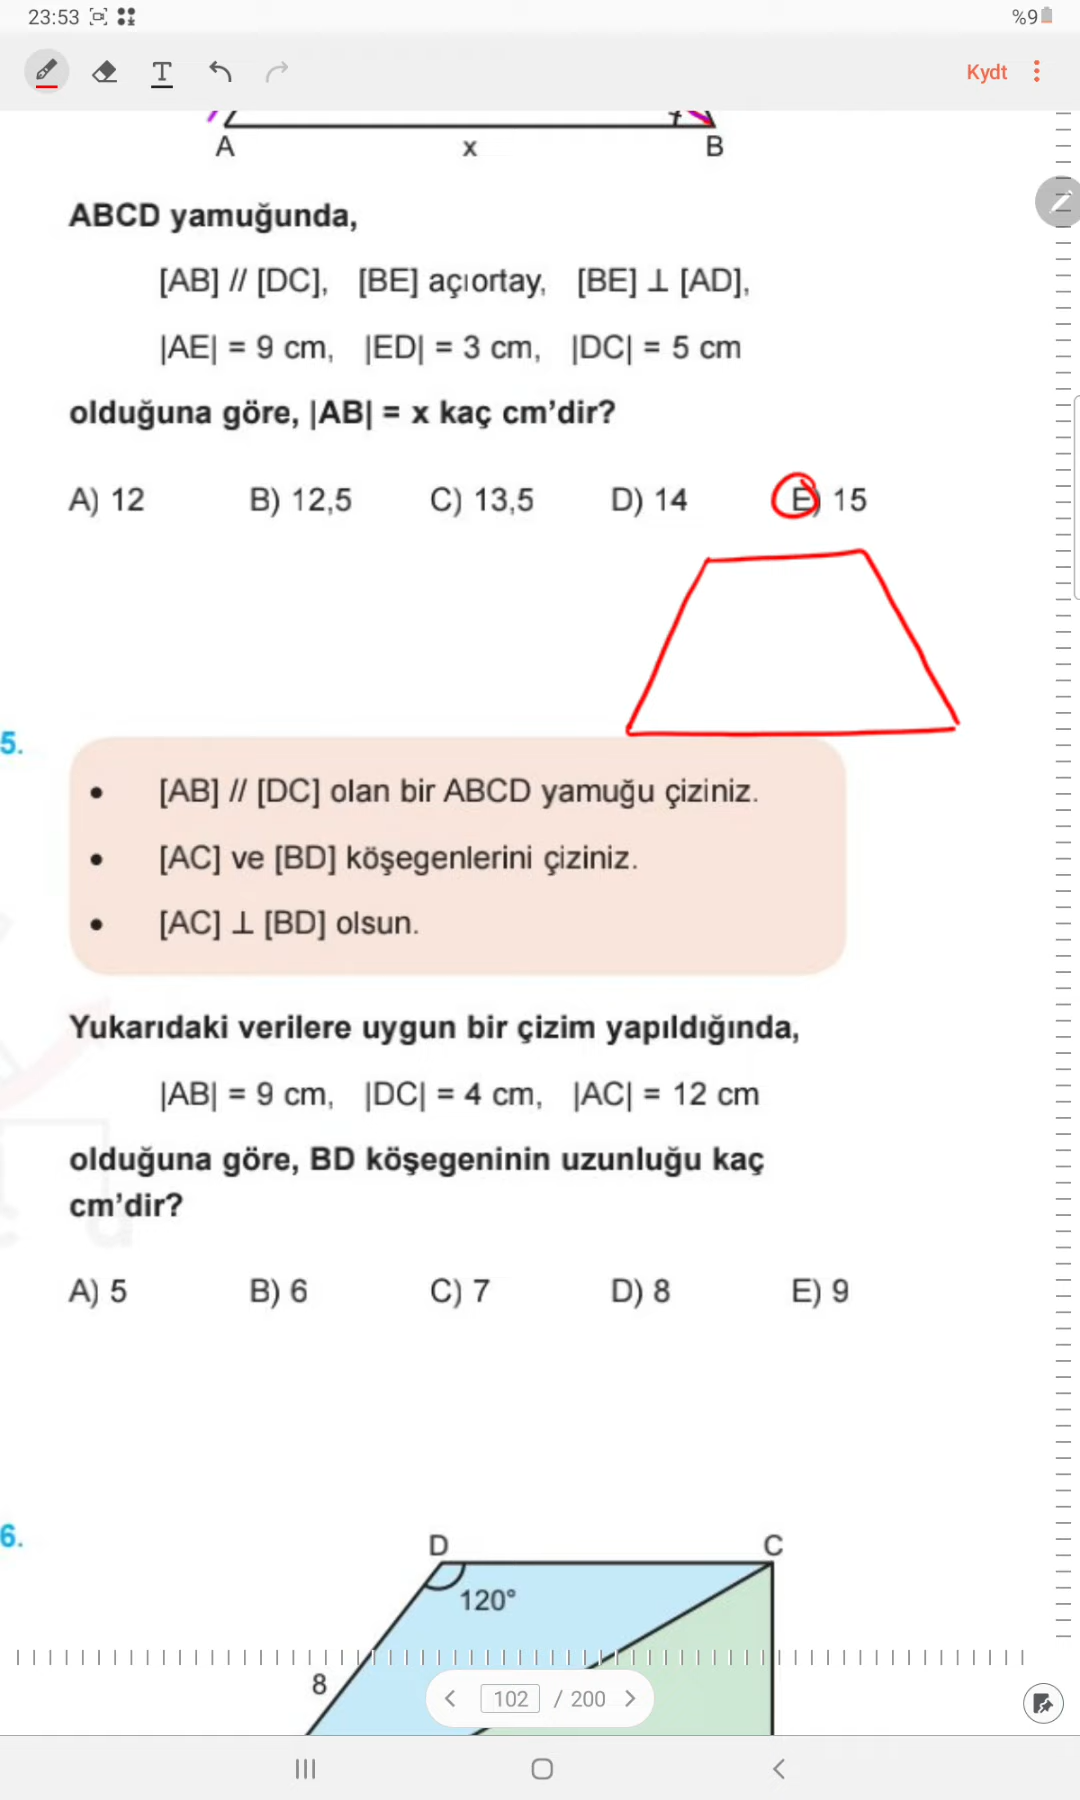 23:53 %9
T Kydt
A x B
ABCD yamuğunda,
[AB] // [DC], [BE] açıortay, [BE] ⊥ [AD],
|AE| = 9 cm, |ED| = 3 cm, |DC| = 5 cm
olduğuna göre, |AB| = x kaç cm'dir?
A) 12 B) 12,5 C) 13,5 D) 14 E) 15
5.
• [AB] // [DC] olan bir ABCD yamuğu çiziniz.
• [AC] ve [BD] köşegenlerini çiziniz.
• [AC] ⊥ [BD] olsun.
Yukarıdaki verilere uygun bir çizim yapıldığında,
|AB| = 9 cm, |DC| = 4 cm, |AC| = 12 cm
olduğuna göre, BD köşegeninin uzunluğu kaç
cm'dir?
A) 5 B) 6 C) 7 D) 8 E) 9
6.
D C
120°
8
102 / 200